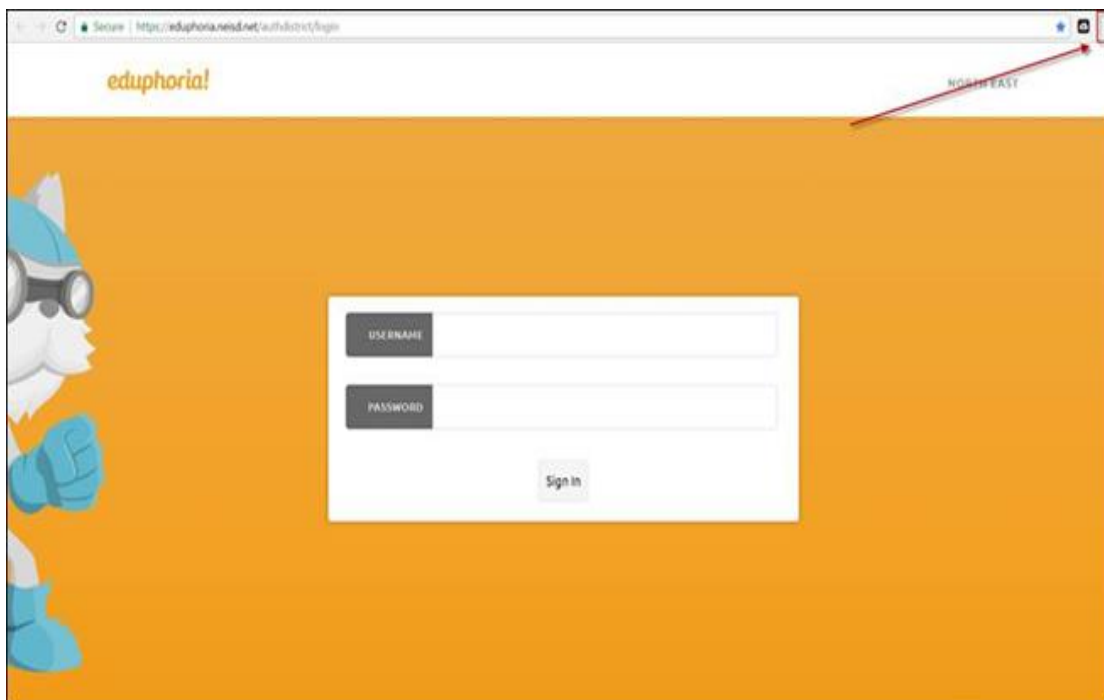 Secure | https://eduphoria.neisd.net/authdistrict/login
eduphoria!
NORTH EAST
USERNAME
PASSWORD
Sign In